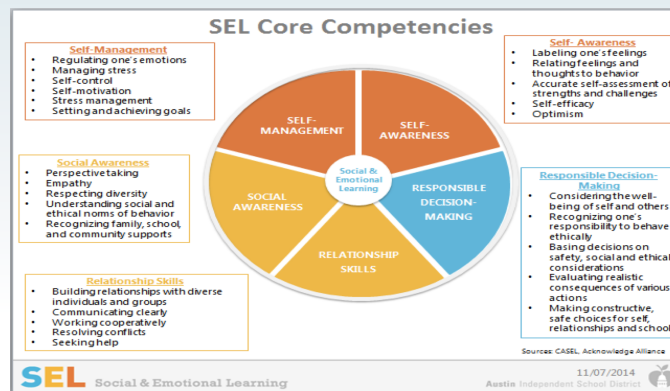 SEL Core Competencies
Self-Management
Regulating one's emotions
Managing stress
Self-control
Self-motivation
Stress management
Setting and achieving goals
Social Awareness
Perspective taking
Empathy
Respecting diversity
Understanding social and
ethical norms of behavior
Recognizing family, school,
and community supports
Relationship Skills
Building relationships with diverse
individuals and groups
Communicating clearly
Working cooperatively
Resolving conflicts
Seeking help
SELF-
MANAGEMENT
SELF-
AWARENESS
SOCIAL
AWARENESS
Social &
Emotional
Learning
RESPONSIBLE
DECISION-
MAKING
RELATIONSHIP
SKILLS
Self- Awareness
Labeling one's feelings
Relating feelings and
thoughts to behavior
Accurate self-assessment of
strengths and challenges
Self-efficacy
Optimism
Responsible Decision-
Making
Considering the well-
being of self and others
Recognizing one's
responsibility to behave
ethically
Basing decisions on
safety, social and ethical
considerations
Evaluating realistic
consequences of various
actions
Making constructive,
safe choices for self,
relationships and school
Sources: CASEL, Acknowledge Alliance
SEL Social & Emotional Learning
11/07/2014
Austin Independent School District